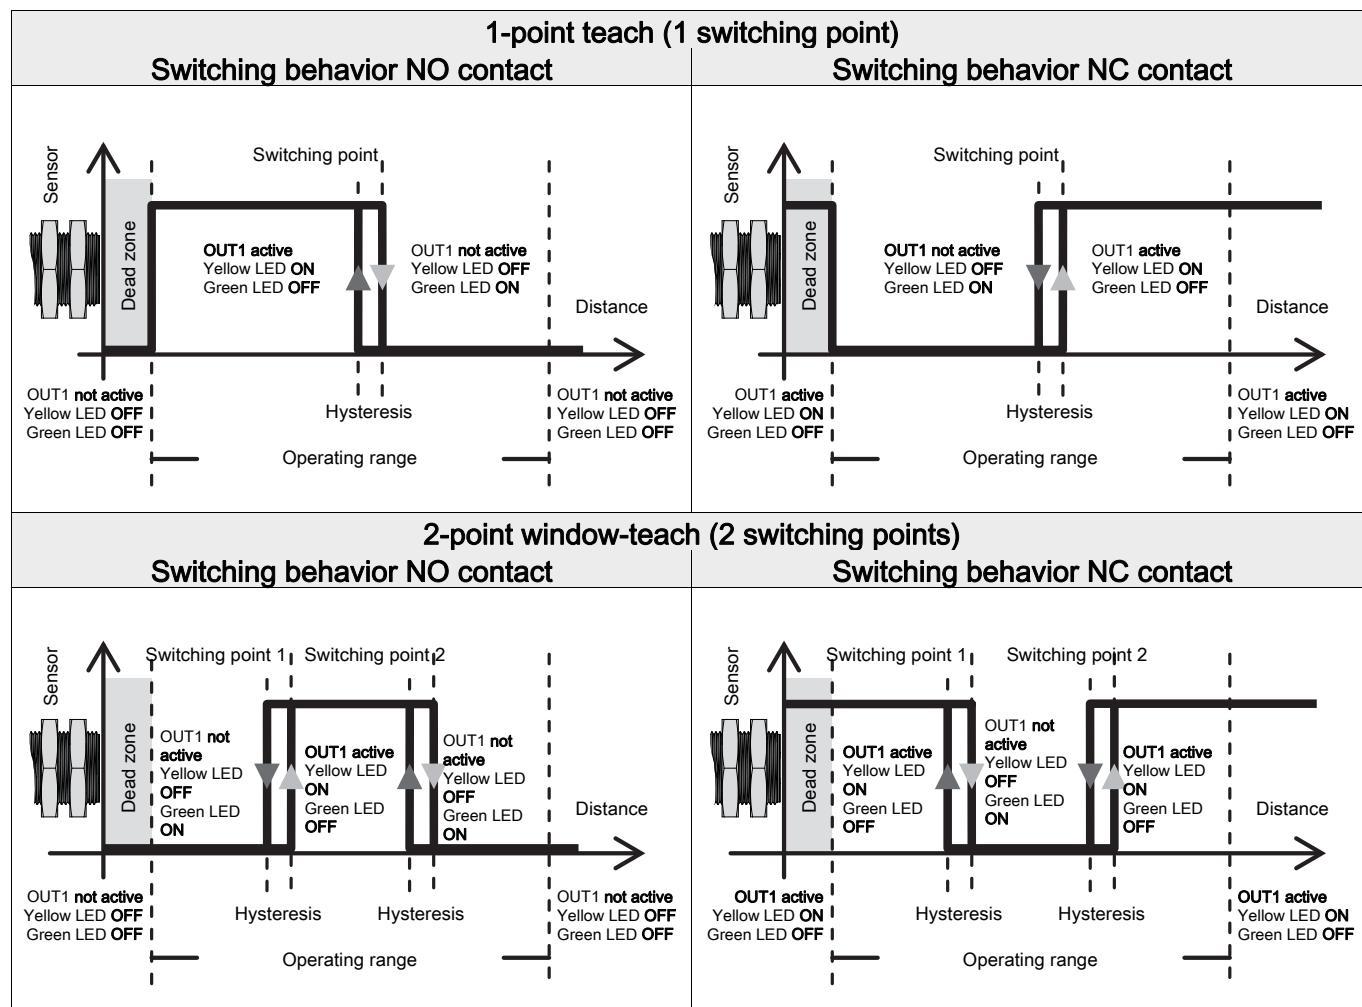 1-point teach (1 switching point)
Switching behavior NO contact
Switching behavior NC contact
Sensor
Switching point
Dead zone
OUT1 active
Yellow LED ON
Green LED OFF
OUT1 not active
Yellow LED OFF
Green LED ON
Distance
OUT1 not active
Yellow LED OFF
Green LED OFF
Hysteresis
OUT1 not active
Yellow LED OFF
Green LED OFF
Operating range
Sensor
Switching point
Dead zone
OUT1 not active
Yellow LED OFF
Green LED ON
OUT1 active
Yellow LED ON
Green LED OFF
Distance
OUT1 active
Yellow LED ON
Green LED OFF
Hysteresis
OUT1 active
Yellow LED ON
Green LED OFF
Operating range
2-point window-teach (2 switching points)
Switching behavior NO contact
Switching behavior NC contact
Sensor
Switching point 1
Switching point 2
Dead zone
OUT1 not
active
Yellow LED
OFF
Green LED
ON
OUT1 active
Yellow LED
ON
Green LED
OFF
OUT1 not
active
Yellow LED
OFF
Green LED
ON
Distance
OUT1 not active
Yellow LED OFF
Green LED OFF
Hysteresis
Hysteresis
OUT1 not active
Yellow LED OFF
Green LED OFF
Operating range
Sensor
Switching point 1
Switching point 2
Dead zone
OUT1 active
Yellow LED
ON
Green LED
OFF
OUT1 not
active
Yellow LED
OFF
Green LED
ON
OUT1 active
Yellow LED
ON
Green LED
OFF
Distance
OUT1 active
Yellow LED ON
Green LED OFF
Hysteresis
Hysteresis
OUT1 active
Yellow LED ON
Green LED OFF
Operating range